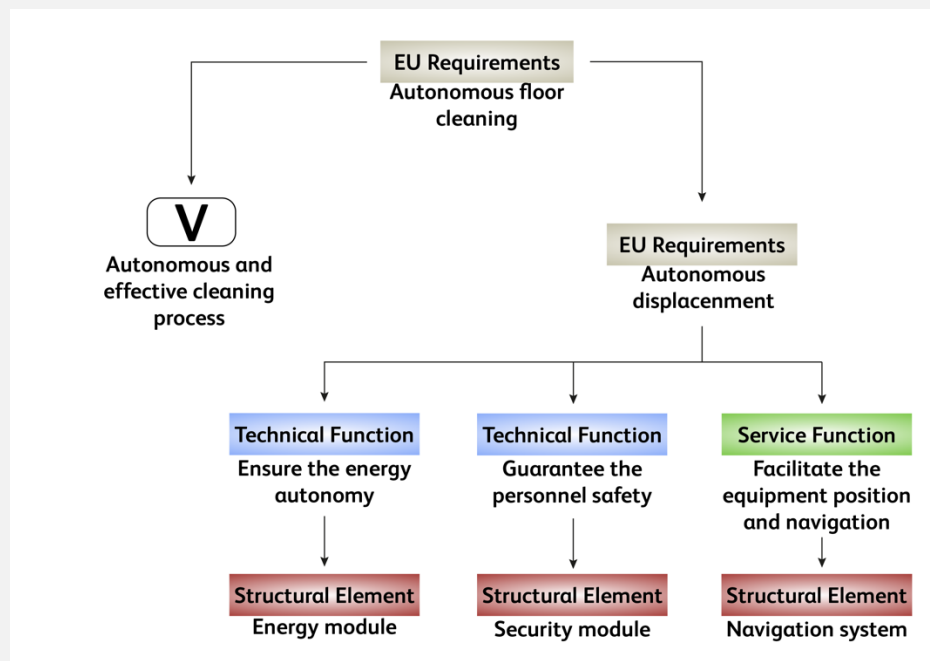 EU Requirements
Autonomous floor
cleaning
V
Autonomous and
effective cleaning
process
EU Requirements
Autonomous
displacenment
Technical Function
Ensure the energy
autonomy
Technical Function
Guarantee the
personnel safety
Service Function
Facilitate the
equipment position
and navigation
Structural Element
Energy module
Structural Element
Security module
Structural Element
Navigation system